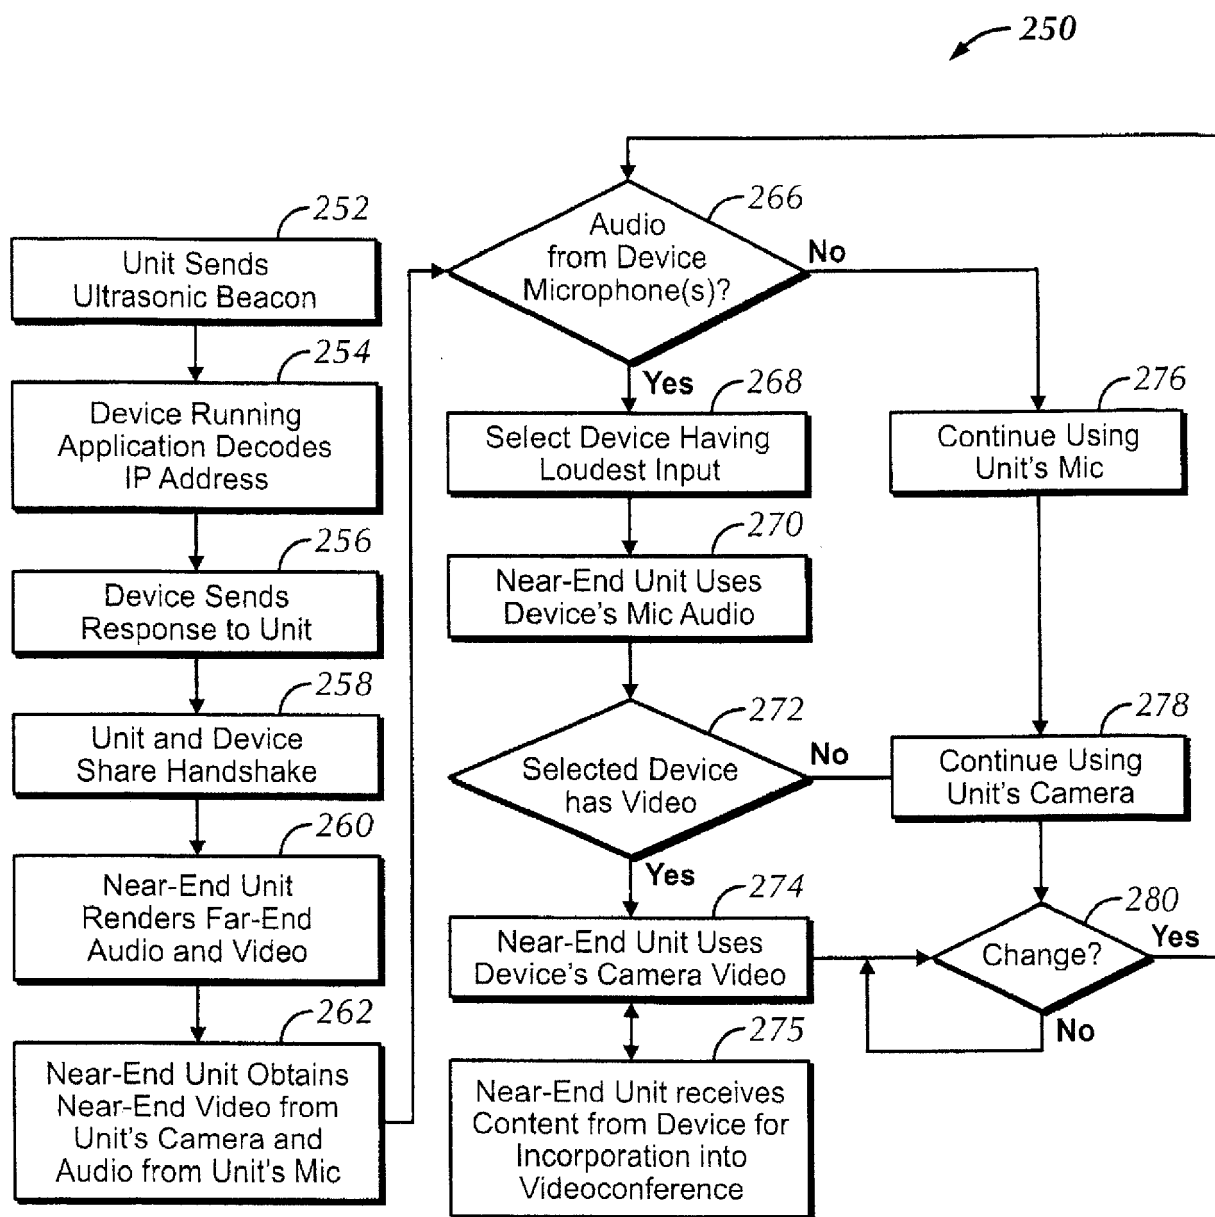 250
252
Unit Sends
Ultrasonic Beacon
254
Device Running
Application Decodes
IP Address
256
Device Sends
Response to Unit
258
Unit and Device
Share Handshake
260
Near-End Unit
Renders Far-End
Audio and Video
262
Near-End Unit Obtains
Near-End Video from
Unit's Camera and
Audio from Unit's Mic
266
Audio
from Device
Microphone(s)?
No
Yes
268
Select Device Having
Loudest Input
270
Near-End Unit Uses
Device's Mic Audio
272
Selected Device
has Video
No
Yes
274
Near-End Unit Uses
Device's Camera Video
275
Near-End Unit receives
Content from Device for
Incorporation into
Videoconference
276
Continue Using
Unit's Mic
278
Continue Using
Unit's Camera
280
Change?
Yes
No